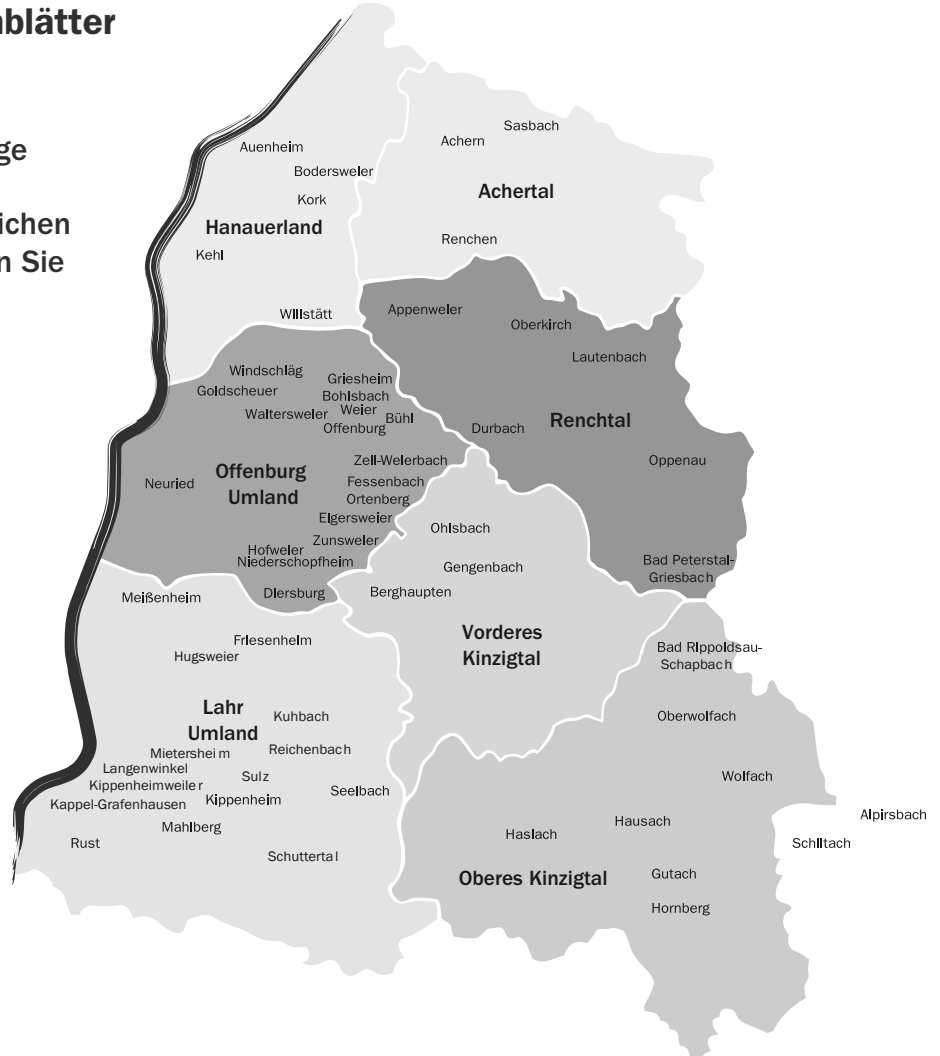 nblätter
ge
ichen
n Sie
Sasbach
Achern
Auenheim
Bodersweier
Achertal
Kork
Hanauerland
Renchen
Kehl
Appenweier
Willstätt
Oberkirch
Lautenbach
Windschläg
Griesheim
Goldscheuer
Bohlsbach
Waltersweier
Weier
Bühl
Offenburg
Durbach
Renchtal
Zell-Weierbach
Oppenau
Offenburg
Umland
Neuried
Fessenbach
Ortenberg
Elgersweier
Ohlsbach
Zunsweier
Hofweier
Niederschopfheim
Gengenbach
Bad Peterstal-
Griesbach
Diersburg
Berghaupten
Meißenheim
Vorderes
Kinzigtal
Friesenheim
Hugsweier
Bad Rippoldsau-
Schapbach
Lahr
Umland
Kuhbach
Oberwolfach
Mietersheim
Reichenbach
Langenwinkel
Sulz
Wolfach
Kippenheimweiler
Seelbach
Kappel-Grafenhausen
Kippenheim
Alpirsbach
Mahlberg
Hausach
Haslach
Rust
Schiltach
Schuttertal
Oberes Kinzigtal
Gutach
Hornberg